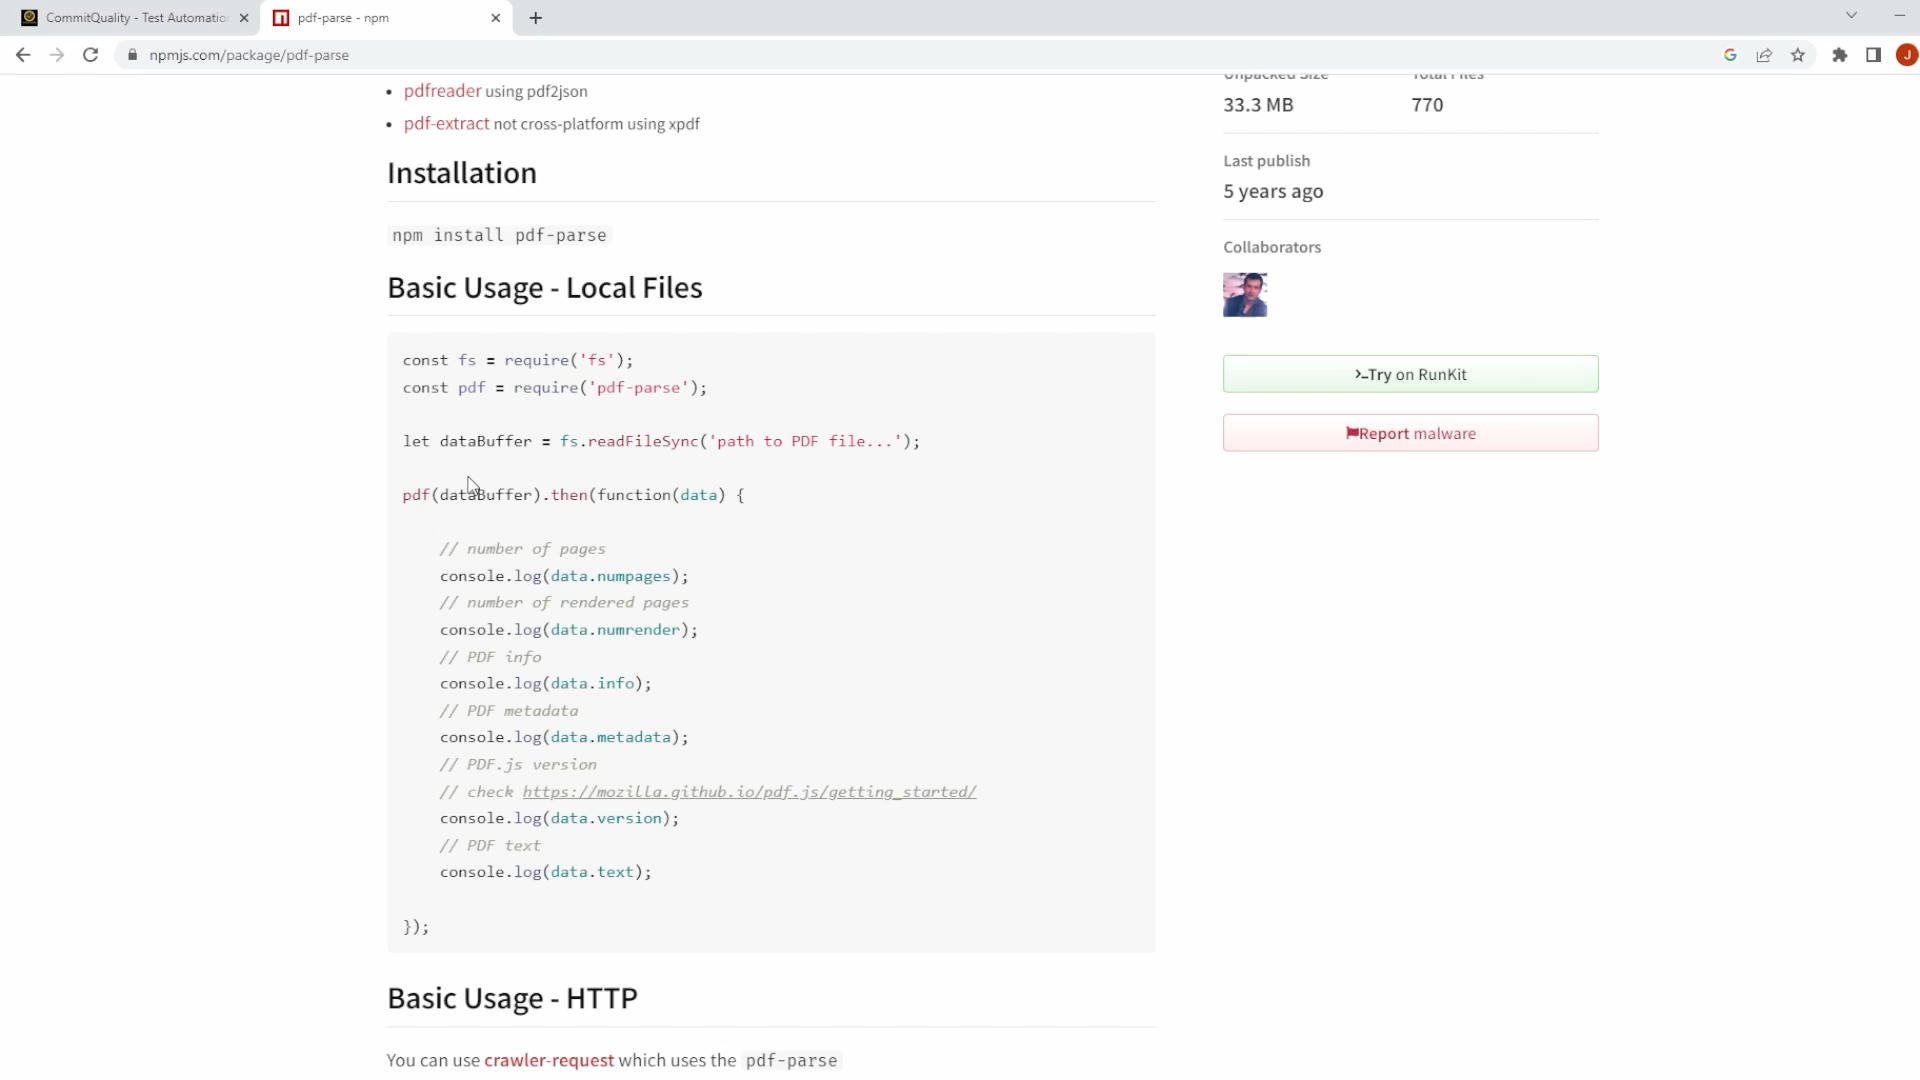 CommitQuality - Test Automation
pdf-parse - npm
npmjs.com/package/pdf-parse
J
pdfreader using pdf2json
pdf-extract not cross-platform using xpdf
Installation
npm install pdf-parse
Basic Usage - Local Files
const fs = require('fs');
const pdf = require('pdf-parse');
let dataBuffer = fs.readFileSync('path to PDF file...');
pdf(dataBuffer).then(function(data) {
// number of pages
console.log(data.numpages);
// number of rendered pages
console.log(data.numrender);
// PDF info
console.log(data.info);
// PDF metadata
console.log(data.metadata);
// PDF.js version
// check https://mozilla.github.io/pdf.js/getting_started/
console.log(data.version);
// PDF text
console.log(data.text);
});
Basic Usage - HTTP
You can use crawler-request which uses the pdf-parse
Unpacked Size Total Files
33.3 MB 770
Last publish
5 years ago
Collaborators
>_Try on RunKit
Report malware